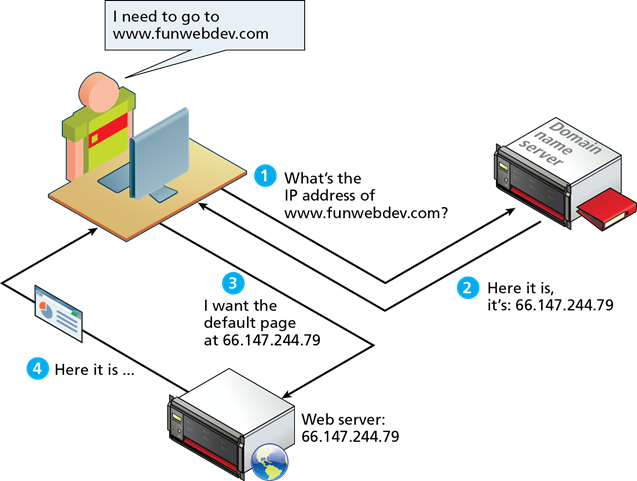 I need to go to
www.funwebdev.com
Domain
name
server
1 What's the
IP address of
www.funwebdev.com?
2 Here it is,
it's: 66.147.244.79
3
I want the
default page
at 66.147.244.79
4 Here it is ...
Web server:
66.147.244.79